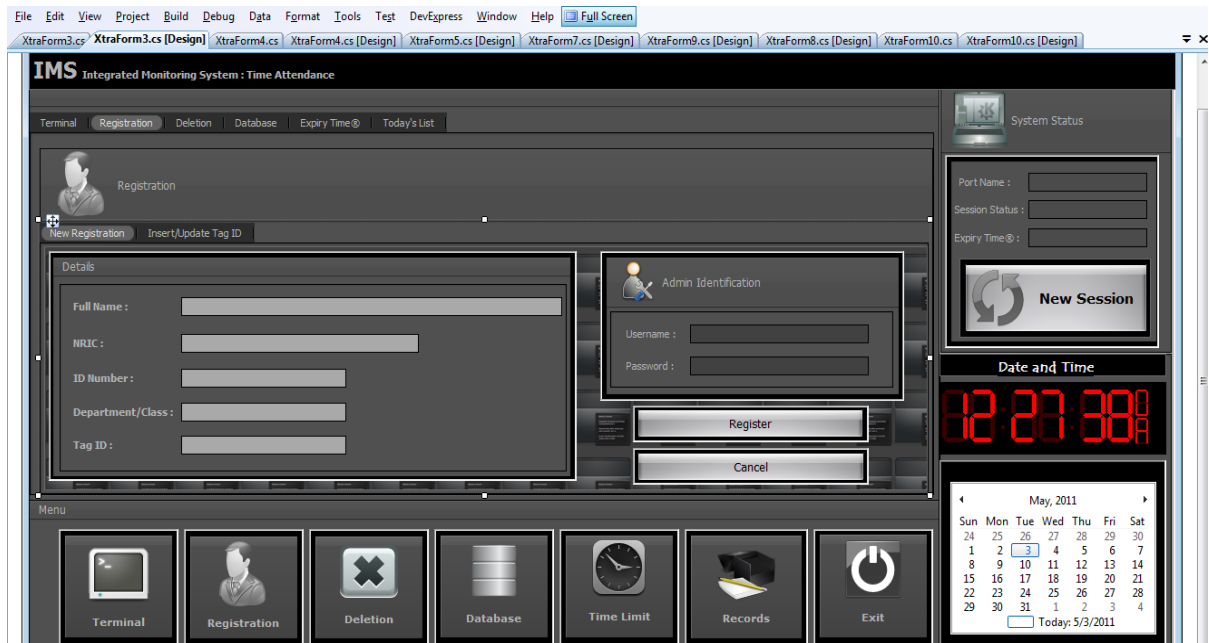 File Edit View Project Build Debug Data Format Tools Test DevExpress Window Help Full Screen
XtraForm3.cs XtraForm3.cs [Design] XtraForm4.cs XtraForm4.cs [Design] XtraForm5.cs [Design] XtraForm7.cs [Design] XtraForm9.cs [Design] XtraForm8.cs [Design] XtraForm10.cs XtraForm10.cs [Design]
IMS Integrated Monitoring System : Time Attendance
Terminal Registration Deletion Database Expiry Time® Today's List
System Status
Registration
Port Name :
Session Status :
Expiry Time® :
New Session
New Registration Insert/Update Tag ID
Details
Full Name :
NRIC :
ID Number :
Department/Class :
Tag ID :
Admin Identification
Username :
Password :
Register
Cancel
Date and Time
12:27:38
A
May, 2011
Sun Mon Tue Wed Thu Fri Sat
24 25 26 27 28 29 30
1 2 3 4 5 6 7
8 9 10 11 12 13 14
15 16 17 18 19 20 21
22 23 24 25 26 27 28
29 30 31 1 2 3 4
Today: 5/3/2011
Menu
Terminal Registration Deletion Database Time Limit Records Exit